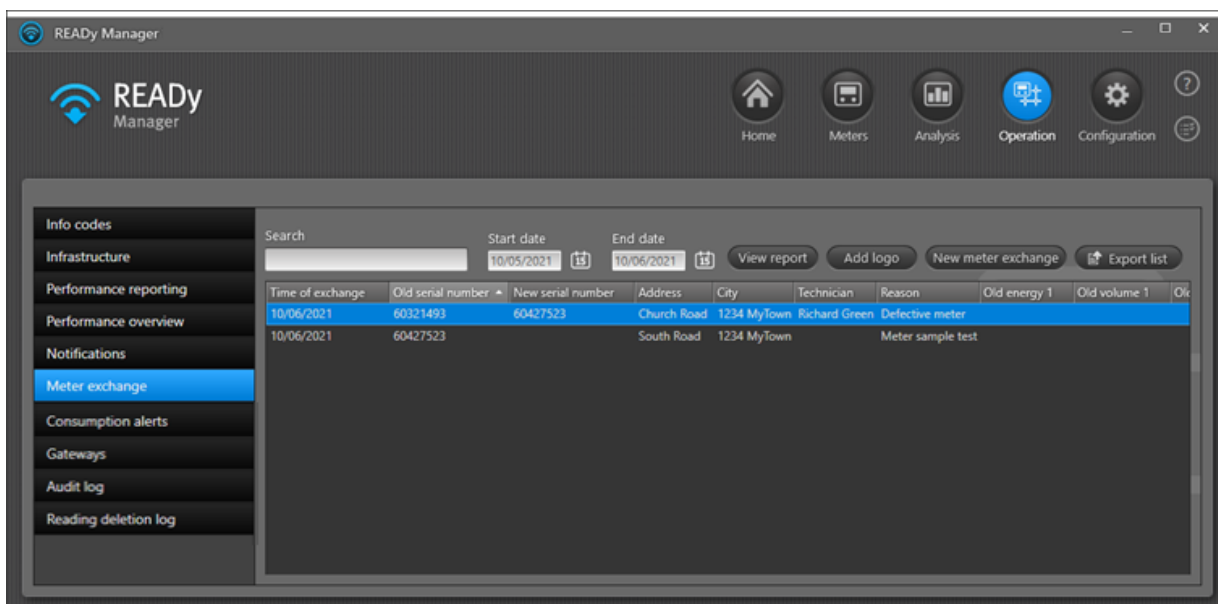 READy Manager
READy
Manager
Home Meters Analysis Operation Configuration
?
Info codes
Infrastructure
Performance reporting
Performance overview
Notifications
Meter exchange
Consumption alerts
Gateways
Audit log
Reading deletion log
Search Start date End date
10/05/2021 15 10/06/2021 15 View report Add logo New meter exchange Export list
Time of exchange Old serial number New serial number Address City Technician Reason Old energy 1 Old volume 1 Ol
10/06/2021 60321493 60427523 Church Road 1234 MyTown Richard Green Defective meter
10/06/2021 60427523 South Road 1234 MyTown Meter sample test